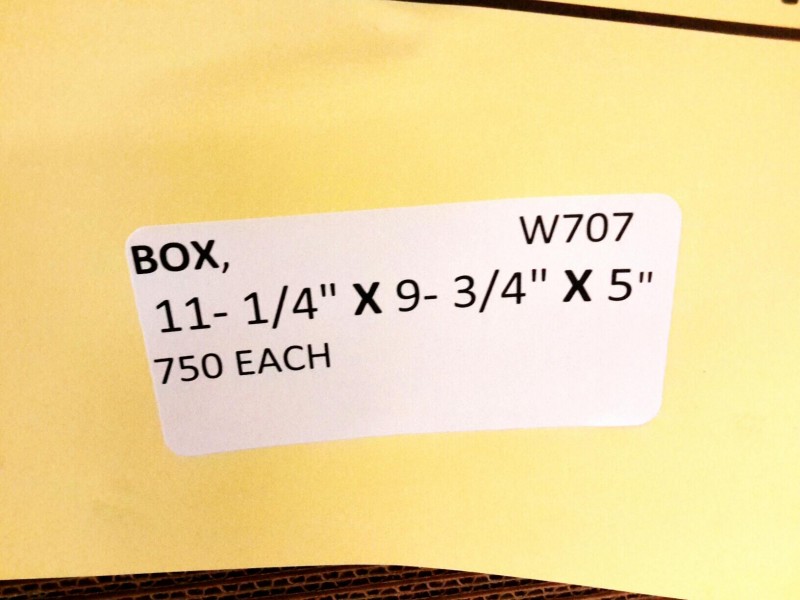 BOX, W707
11- 1/4" X 9- 3/4" X 5"
750 EACH